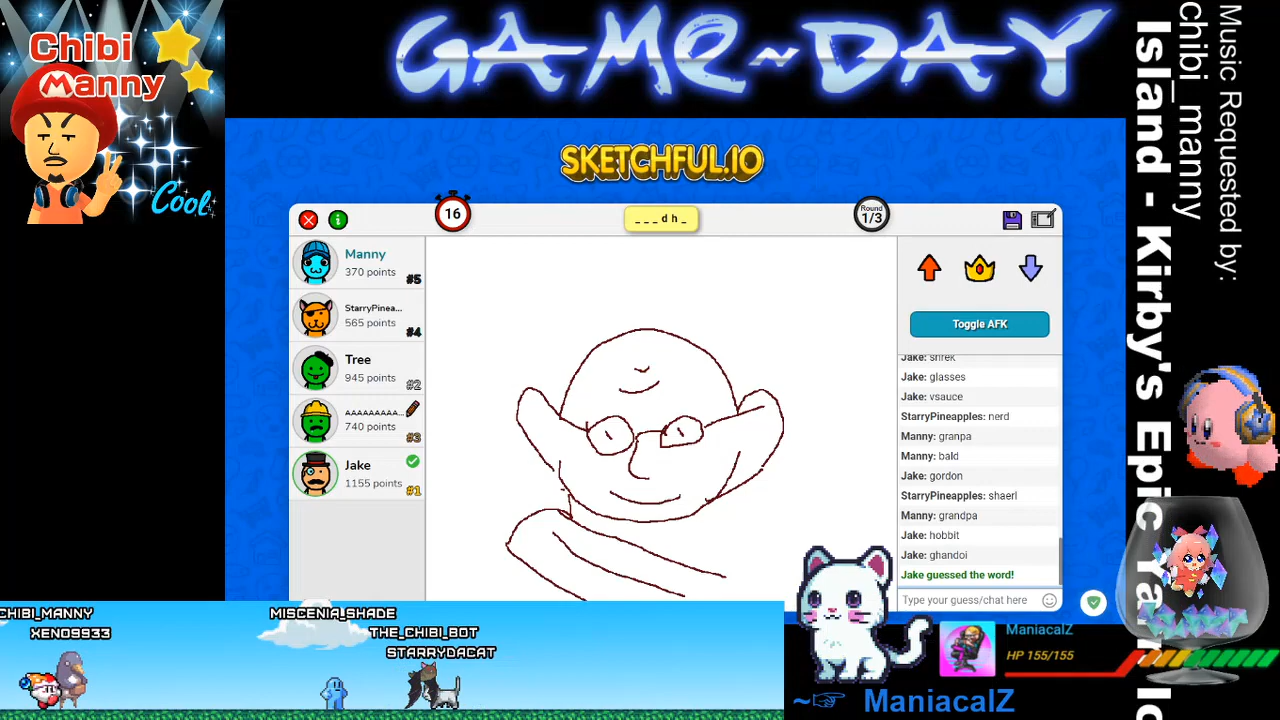 Chibi
Manny
Cool
GAME~DAY
SKETCHFUL.IO
16
_ _ _ d h _
Round
1/3
Manny
370 points
#5
StarryPinea...
565 points
#4
Tree
945 points
#2
AAAAAAAAA...
740 points
#3
Jake
1155 points
#1
Toggle AFK
Jake: shrek
Jake: glasses
Jake: vsauce
StarryPineapples: nerd
Manny: granpa
Manny: bald
Jake: gordon
StarryPineapples: shaerl
Manny: grandpa
Jake: hobbit
Jake: ghandoi
Jake guessed the word!
Type your guess/chat here
Music Requested by:
chibi_manny
Island - Kirby's Epic Yarn
CHIBI_MANNY
XENO9933
MISCENIA_SHADE
THE_CHIBI_BOT
STARRYDACAT
ManiacalZ
HP 155/155
~☞ ManiacalZ